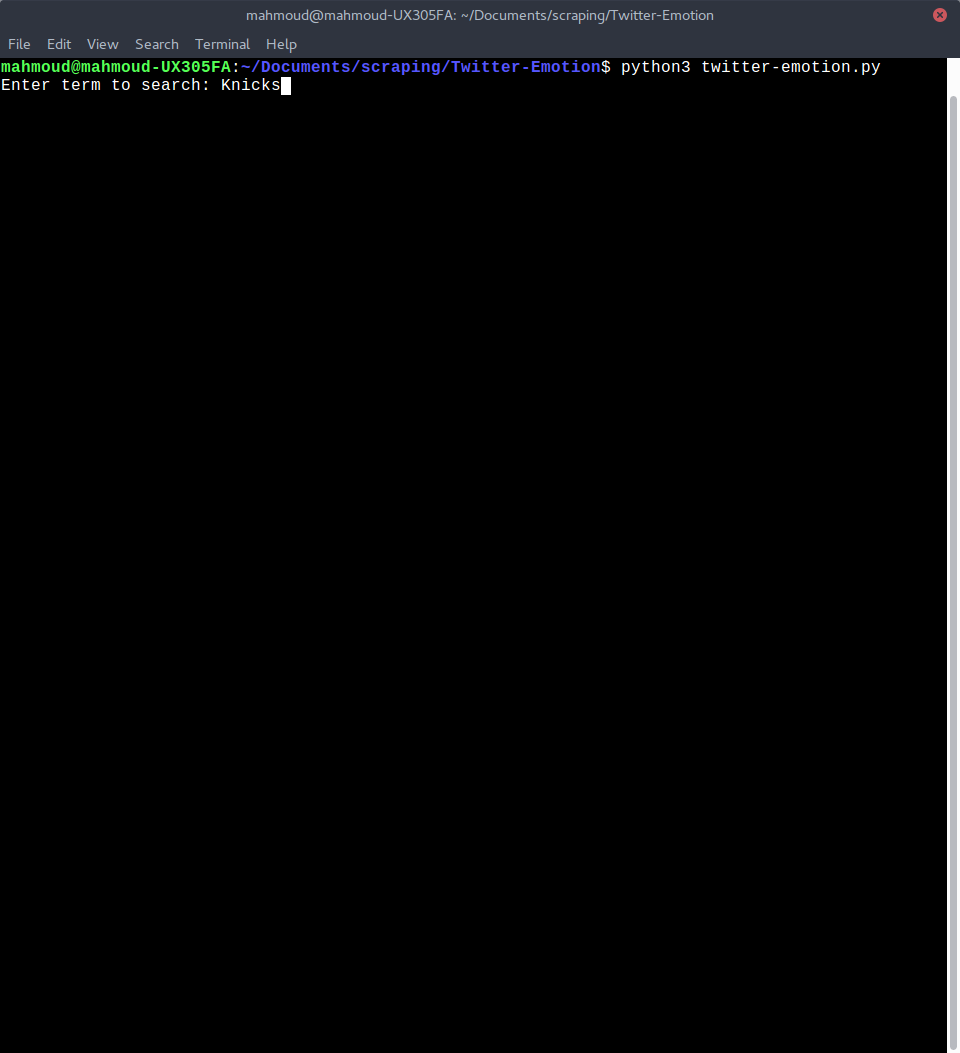 mahmoud@mahmoud-UX305FA: ~/Documents/scraping/Twitter-Emotion
File Edit View Search Terminal Help
mahmoud@mahmoud-UX305FA:~/Documents/scraping/Twitter-Emotion$ python3 twitter-emotion.py
Enter term to search: Knicks